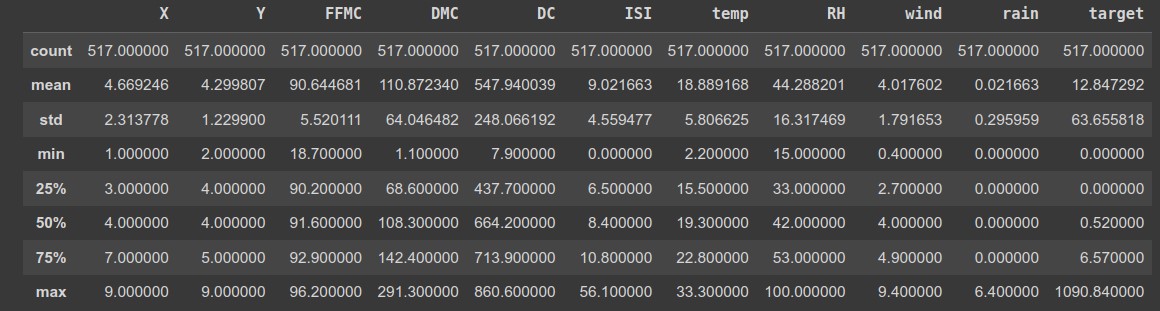 X Y FFMC DMC DC ISI temp RH wind rain target
count 517.000000 517.000000 517.000000 517.000000 517.000000 517.000000 517.000000 517.000000 517.000000 517.000000 517.000000
mean 4.669246 4.299807 90.644681 110.872340 547.940039 9.021663 18.889168 44.288201 4.017602 0.021663 12.847292
std 2.313778 1.229900 5.520111 64.046482 248.066192 4.559477 5.806625 16.317469 1.791653 0.295959 63.655818
min 1.000000 2.000000 18.700000 1.100000 7.900000 0.000000 2.200000 15.000000 0.400000 0.000000 0.000000
25% 3.000000 4.000000 90.200000 68.600000 437.700000 6.500000 15.500000 33.000000 2.700000 0.000000 0.000000
50% 4.000000 4.000000 91.600000 108.300000 664.200000 8.400000 19.300000 42.000000 4.000000 0.000000 0.520000
75% 7.000000 5.000000 92.900000 142.400000 713.900000 10.800000 22.800000 53.000000 4.900000 0.000000 6.570000
max 9.000000 9.000000 96.200000 291.300000 860.600000 56.100000 33.300000 100.000000 9.400000 6.400000 1090.840000